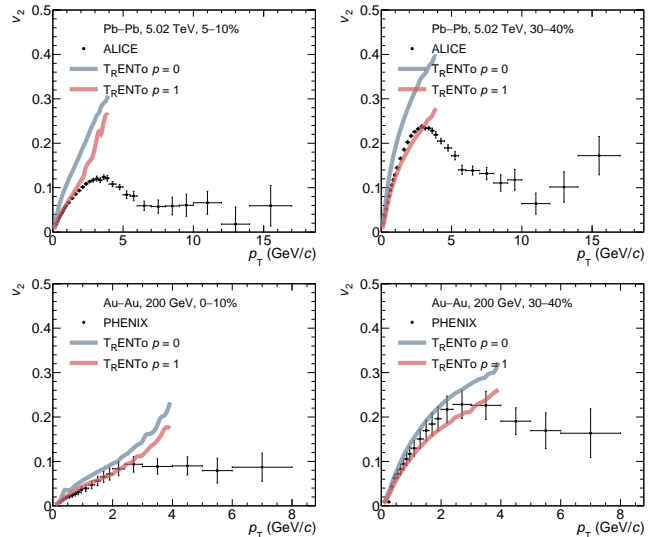 v₂
Pb–Pb, 5.02 TeV, 5–10%
ALICE
TRENTo p = 0
TRENTo p = 1
0.5
0.4
0.3
0.2
0.1
0
0 5 10 15
pT (GeV/c)
v₂
Pb–Pb, 5.02 TeV, 30–40%
ALICE
TRENTo p = 0
TRENTo p = 1
0.5
0.4
0.3
0.2
0.1
0
0 5 10 15
pT (GeV/c)
v₂
Au–Au, 200 GeV, 0–10%
PHENIX
TRENTo p = 0
TRENTo p = 1
0.5
0.4
0.3
0.2
0.1
0
0 2 4 6 8
pT (GeV/c)
v₂
Au–Au, 200 GeV, 30–40%
PHENIX
TRENTo p = 0
TRENTo p = 1
0.5
0.4
0.3
0.2
0.1
0
0 2 4 6 8
pT (GeV/c)